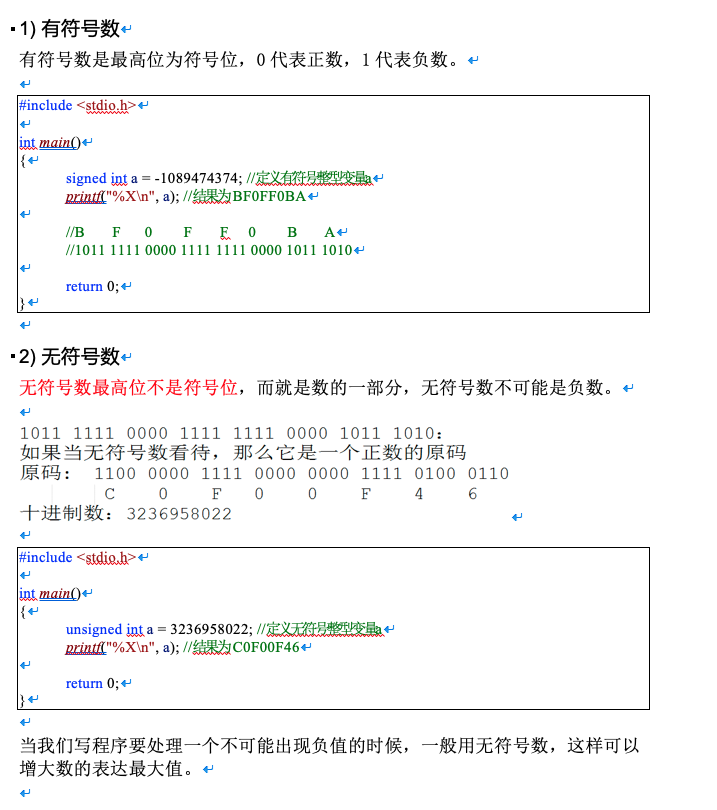 1) 有符号数
有符号数是最高位为符号位，0代表正数，1代表负数。
#include <stdio.h>
int main()
{
signed int a = -1089474374; //定义有符号整型变量a
printf("%X\n", a); //结果为BF0FF0BA
//B F 0 F F 0 B A
//1011 1111 0000 1111 1111 0000 1011 1010
return 0;
}
2) 无符号数
无符号数最高位不是符号位，而就是数的一部分，无符号数不可能是负数。
1011 1111 0000 1111 1111 0000 1011 1010：
如果当无符号数看待，那么它是一个正数的原码
原码： 1100 0000 1111 0000 0000 1111 0100 0110
C 0 F 0 0 F 4 6
十进制数：3236958022
#include <stdio.h>
int main()
{
unsigned int a = 3236958022; //定义无符号整型变量a
printf("%X\n", a); //结果为C0F00F46
return 0;
}
当我们写程序要处理一个不可能出现负值的时候，一般用无符号数，这样可以
增大数的表达最大值。